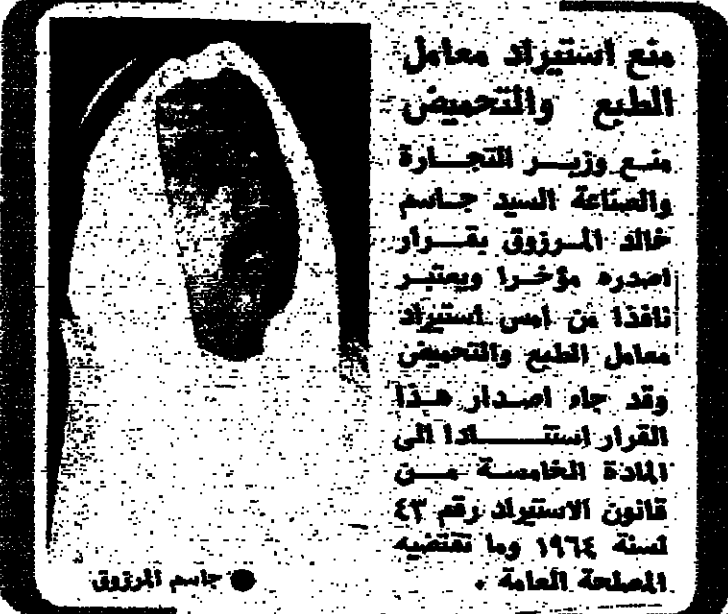 منع استيراد معامل
الطبع والتحميض
منع وزير التجارة
والصناعة السيد جاسم
خالد المرزوق بقرار
اصدره مؤخرا ويعتبر
نافذا من امس استيراد
معامل الطبع والتحميض
وقد جاء اصدار هذا
القرار استنادا الى
المادة الخامسة من
قانون الاستيراد رقم ٤٣
لسنة ١٩٦٤ وما تقتضيه
المصلحة العامة .
● جاسم المرزوق